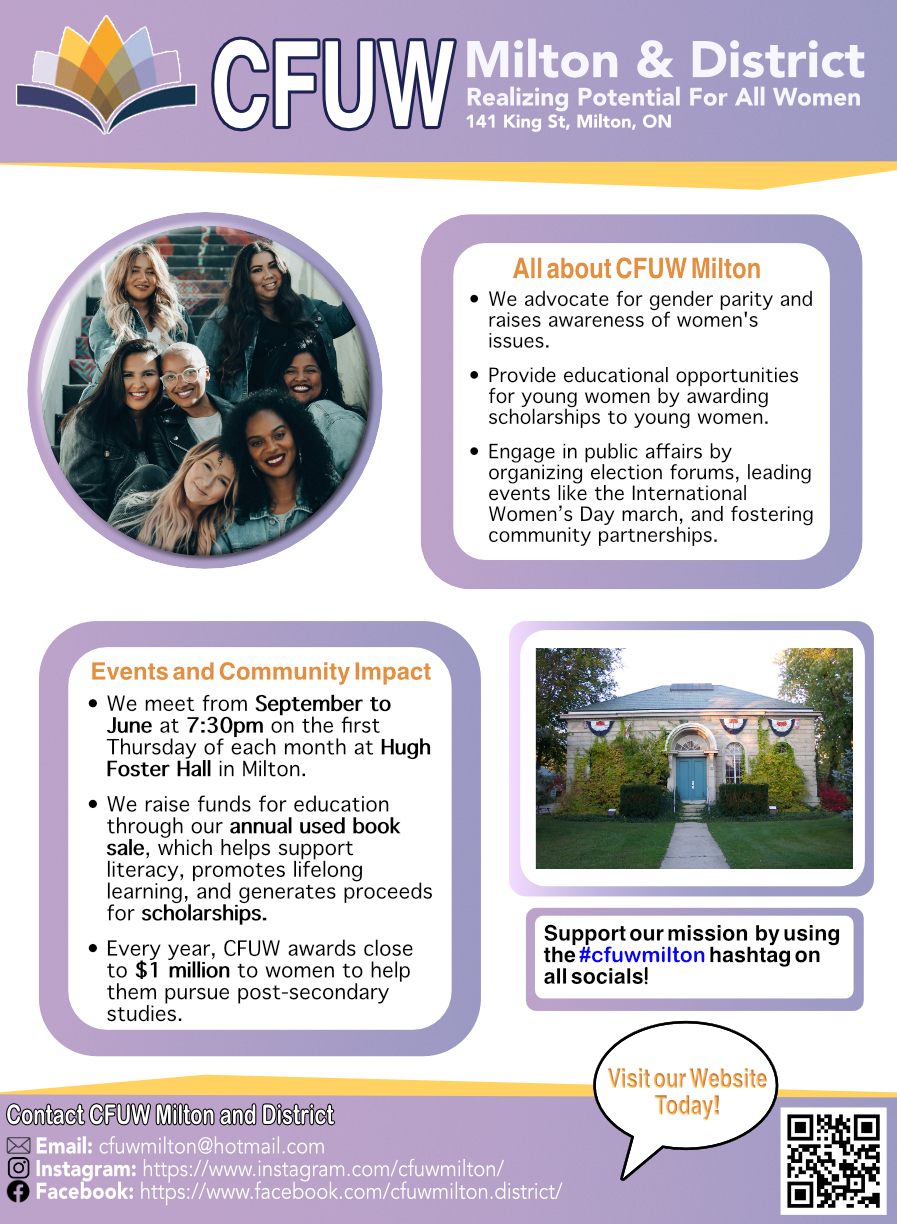 CFUW
Milton & District
Realizing Potential For All Women
141 King St, Milton, ON
All about CFUW Milton
• We advocate for gender parity and
raises awareness of women's
issues.
• Provide educational opportunities
for young women by awarding
scholarships to young women.
• Engage in public affairs by
organizing election forums, leading
events like the International
Women’s Day march, and fostering
community partnerships.
Events and Community Impact
• We meet from September to
June at 7:30pm on the first
Thursday of each month at Hugh
Foster Hall in Milton.
• We raise funds for education
through our annual used book
sale, which helps support
literacy, promotes lifelong
learning, and generates proceeds
for scholarships.
• Every year, CFUW awards close
to $1 million to women to help
them pursue post-secondary
studies.
Support our mission by using
the #cfuwmilton hashtag on
all socials!
Visit our Website
Today!
Contact CFUW Milton and District
Email: cfuwmilton@hotmail.com
Instagram: https://www.instagram.com/cfuwmilton/
Facebook: https://www.facebook.com/cfuwmilton.district/